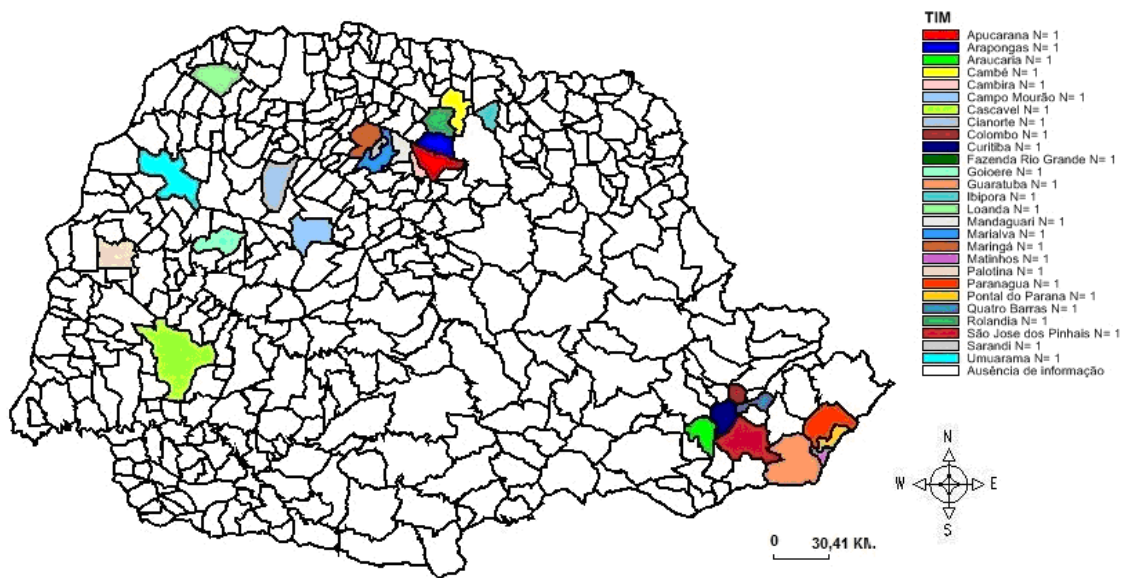 TIM
Apucarana N= 1
Arapongas N= 1
Araucaria N= 1
Cambé N= 1
Cambira N= 1
Campo Mourão N= 1
Cascavel N= 1
Cianorte N= 1
Colombo N= 1
Curitiba N= 1
Fazenda Rio Grande N= 1
Goioere N= 1
Guaratuba N= 1
Ibipora N= 1
Loanda N= 1
Mandaguari N= 1
Marialva N= 1
Maringá N= 1
Matinhos N= 1
Palotina N= 1
Paranagua N= 1
Pontal do Parana N= 1
Quatro Barras N= 1
Rolandia N= 1
São Jose dos Pinhais N= 1
Sarandi N= 1
Umuarama N= 1
Ausência de informação
N
W E
S
0 30,41 KM.